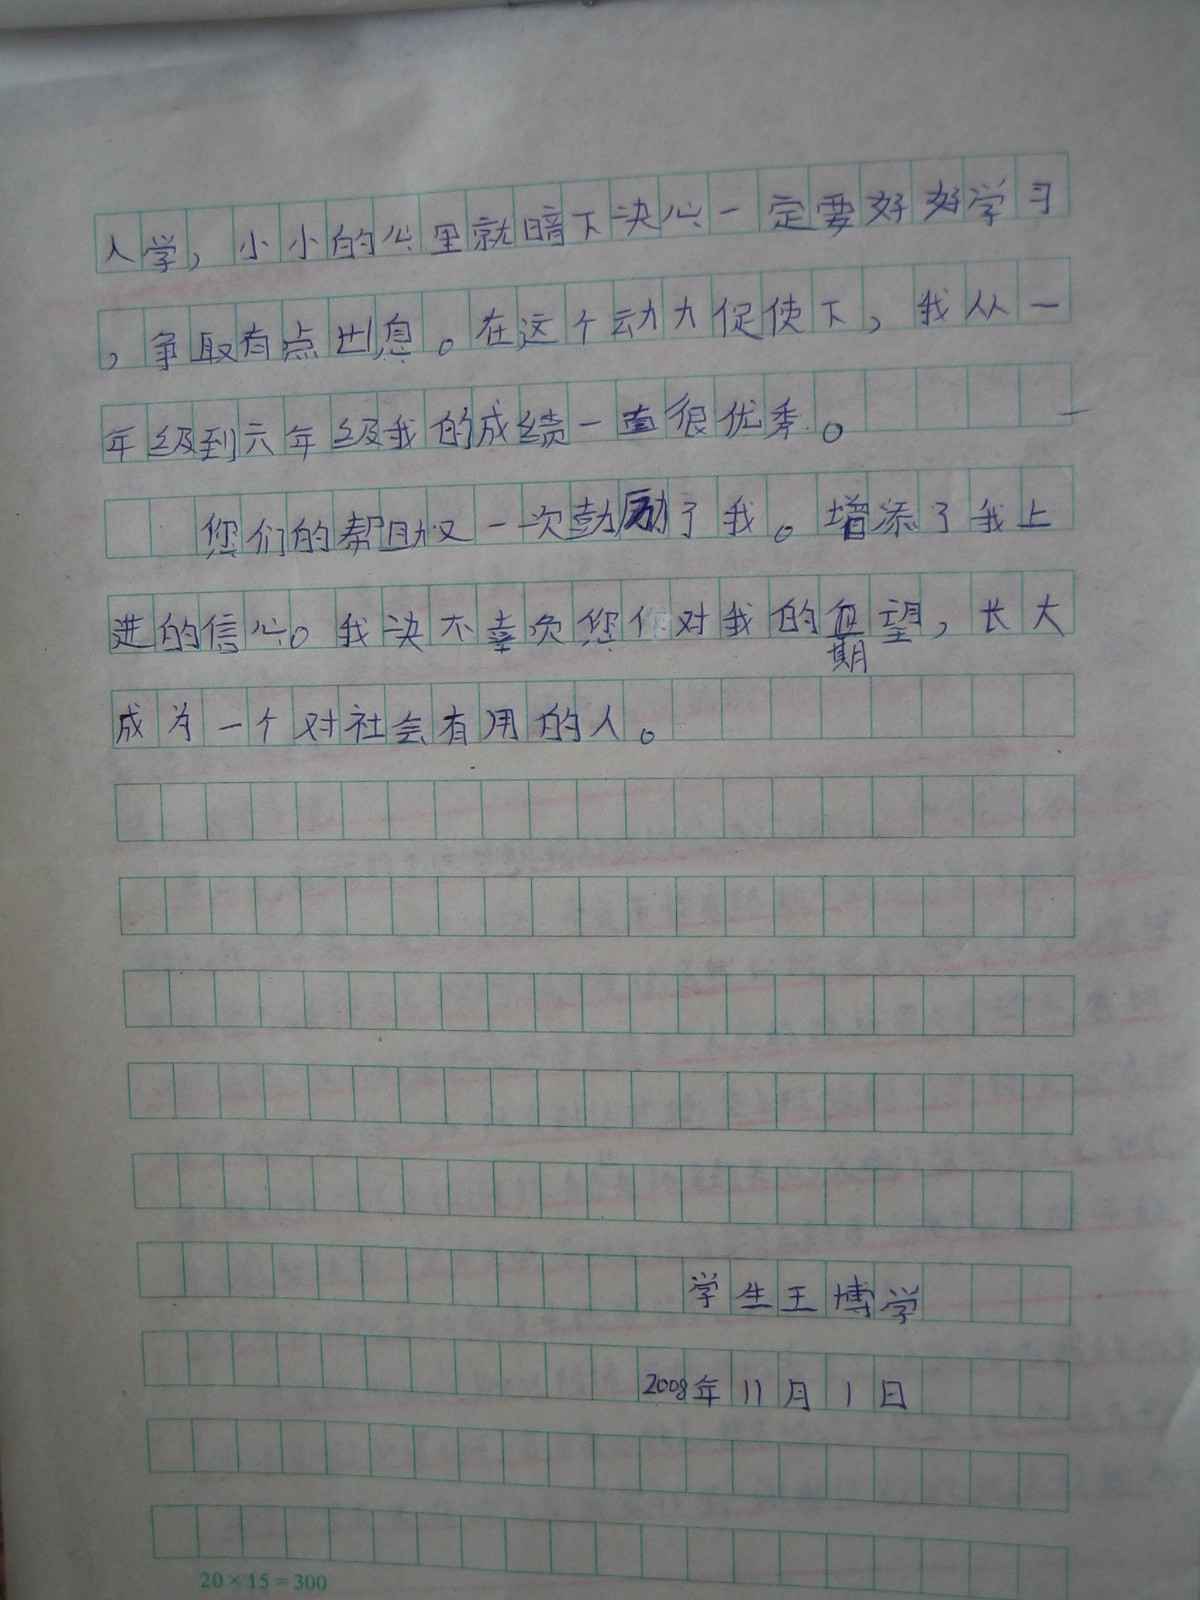 人学，小小的心里就暗下决心一定要好好学习
，争取有点出息。在这个动力促使下，我从一
年级到六年级我的成绩一直很优秀。
您们的帮助又一次鼓励了我。增添了我上
进的信心。我决不辜负您们对我的望，长大
期
成为一个对社会有用的人。
学生王博学
2008年11月1日
20×15=300